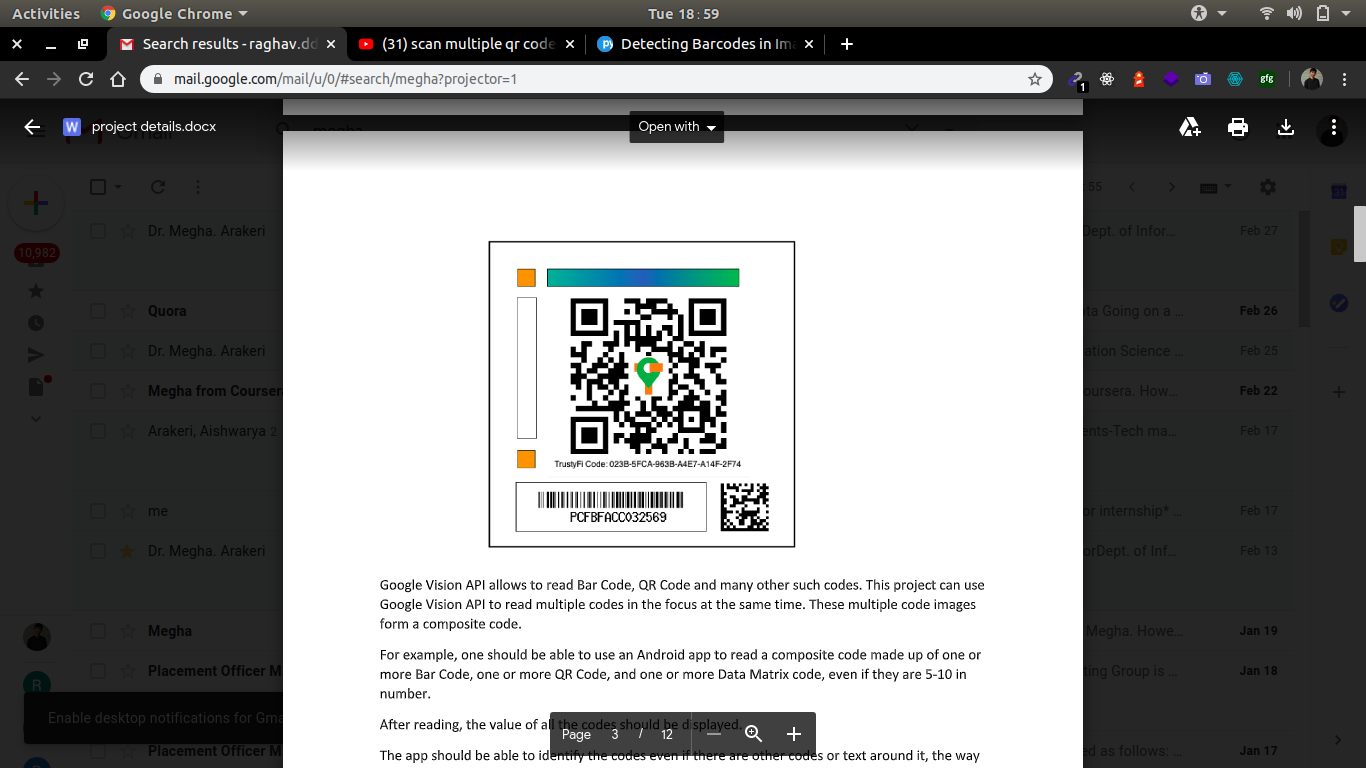 Activities
Google Chrome
Tue 18:59
Search results - raghav.dd
(31) scan multiple qr code
Detecting Barcodes in Ima
mail.google.com/mail/u/0/#search/megha?projector=1
1
gfg
W
project details.docx
Open with
55
10,982
Dr. Megha. Arakeri
Dept. of Infor...
Feb 27
Quora
ta Going on a ...
Feb 26
Dr. Megha. Arakeri
ation Science ...
Feb 25
Megha from Courser
oursera. How...
Feb 22
Arakeri, Aishwarya 2
ents-Tech ma...
Feb 17
me
or internship* ...
Feb 17
Dr. Megha. Arakeri
orDept. of Inf...
Feb 13
Megha
Megha. Howe...
Jan 19
Placement Officer M
ting Group is ...
Jan 18
R
Enable desktop notifications for Gma
Placement Officer M
ed as follows: ...
Jan 17
TrustyFi Code: 023B-5FCA-963B-A4E7-A14F-2F74
PCFBFACC032569
Google Vision API allows to read Bar Code, QR Code and many other such codes. This project can use
Google Vision API to read multiple codes in the focus at the same time. These multiple code images
form a composite code.
For example, one should be able to use an Android app to read a composite code made up of one or
more Bar Code, one or more QR Code, and one or more Data Matrix code, even if they are 5-10 in
number.
After reading, the value of all the codes should be displayed.
Page 3 / 12
The app should be able to identify the codes even if there are other codes or text around it, the way